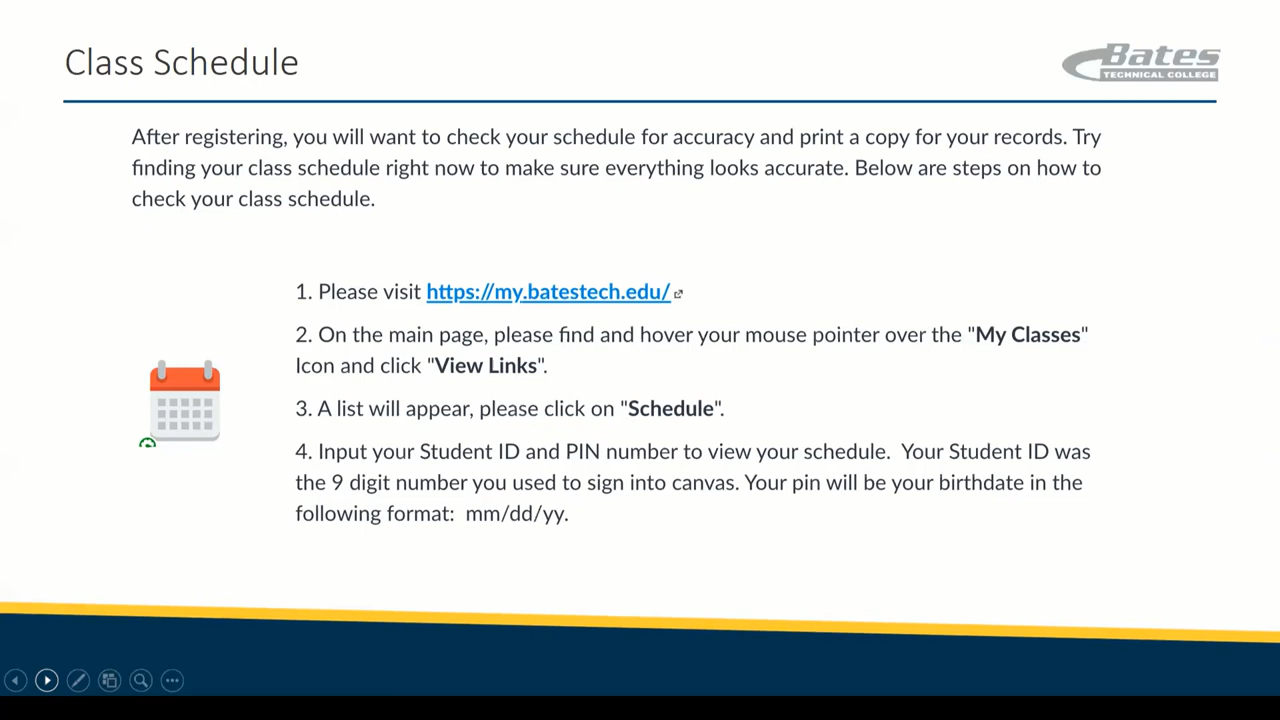 Class Schedule
Bates
TECHNICAL COLLEGE
After registering, you will want to check your schedule for accuracy and print a copy for your records. Try
finding your class schedule right now to make sure everything looks accurate. Below are steps on how to
check your class schedule.
1. Please visit https://my.batestech.edu/
2. On the main page, please find and hover your mouse pointer over the "My Classes"
Icon and click "View Links".
3. A list will appear, please click on "Schedule".
4. Input your Student ID and PIN number to view your schedule.  Your Student ID was
the 9 digit number you used to sign into canvas. Your pin will be your birthdate in the
following format:  mm/dd/yy.